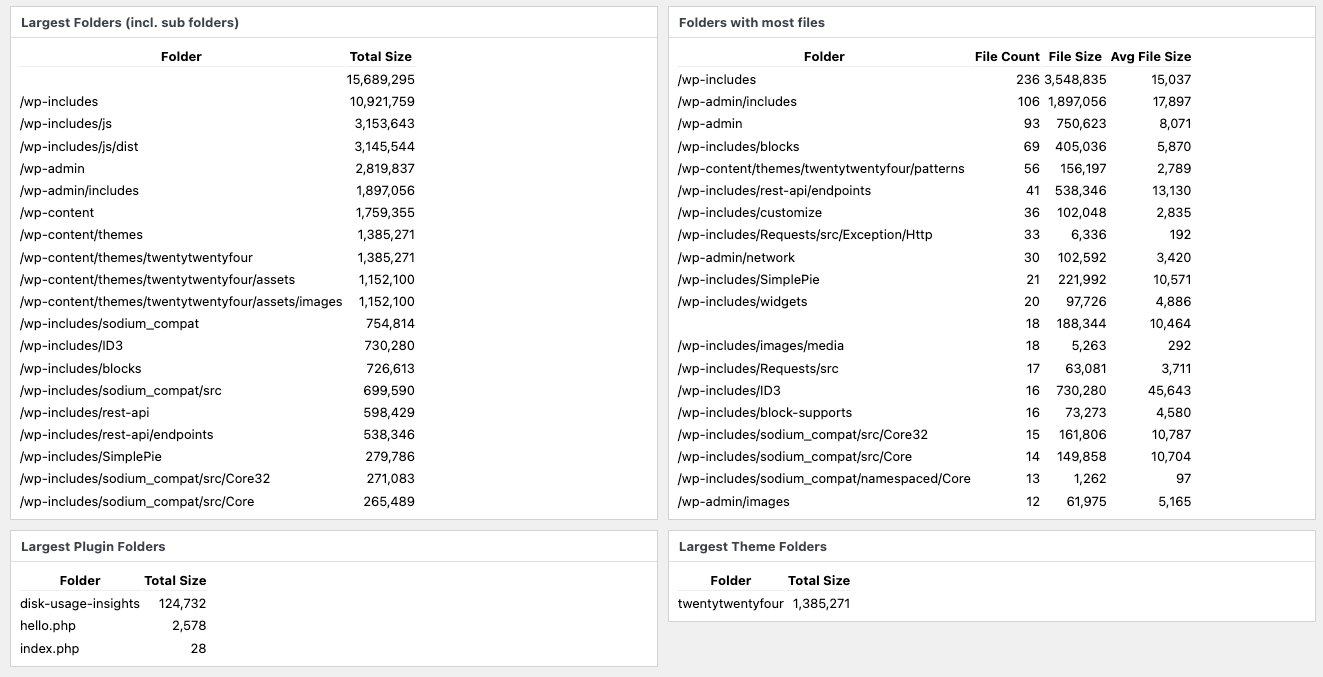 Largest Folders (incl. sub folders)
Folder Total Size
15,689,295
/wp-includes 10,921,759
/wp-includes/js 3,153,643
/wp-includes/js/dist 3,145,544
/wp-admin 2,819,837
/wp-admin/includes 1,897,056
/wp-content 1,759,355
/wp-content/themes 1,385,271
/wp-content/themes/twentytwentyfour 1,385,271
/wp-content/themes/twentytwentyfour/assets 1,152,100
/wp-content/themes/twentytwentyfour/assets/images 1,152,100
/wp-includes/sodium_compat 754,814
/wp-includes/ID3 730,280
/wp-includes/blocks 726,613
/wp-includes/sodium_compat/src 699,590
/wp-includes/rest-api 598,429
/wp-includes/rest-api/endpoints 538,346
/wp-includes/SimplePie 279,786
/wp-includes/sodium_compat/src/Core32 271,083
/wp-includes/sodium_compat/src/Core 265,489
Folders with most files
Folder File Count File Size Avg File Size
/wp-includes 236 3,548,835 15,037
/wp-admin/includes 106 1,897,056 17,897
/wp-admin 93 750,623 8,071
/wp-includes/blocks 69 405,036 5,870
/wp-content/themes/twentytwentyfour/patterns 56 156,197 2,789
/wp-includes/rest-api/endpoints 41 538,346 13,130
/wp-includes/customize 36 102,048 2,835
/wp-includes/Requests/src/Exception/Http 33 6,336 192
/wp-admin/network 30 102,592 3,420
/wp-includes/SimplePie 21 221,992 10,571
/wp-includes/widgets 20 97,726 4,886
18 188,344 10,464
/wp-includes/images/media 18 5,263 292
/wp-includes/Requests/src 17 63,081 3,711
/wp-includes/ID3 16 730,280 45,643
/wp-includes/block-supports 16 73,273 4,580
/wp-includes/sodium_compat/src/Core32 15 161,806 10,787
/wp-includes/sodium_compat/src/Core 14 149,858 10,704
/wp-includes/sodium_compat/namespaced/Core 13 1,262 97
/wp-admin/images 12 61,975 5,165
Largest Plugin Folders
Folder Total Size
disk-usage-insights 124,732
hello.php 2,578
index.php 28
Largest Theme Folders
Folder Total Size
twentytwentyfour 1,385,271